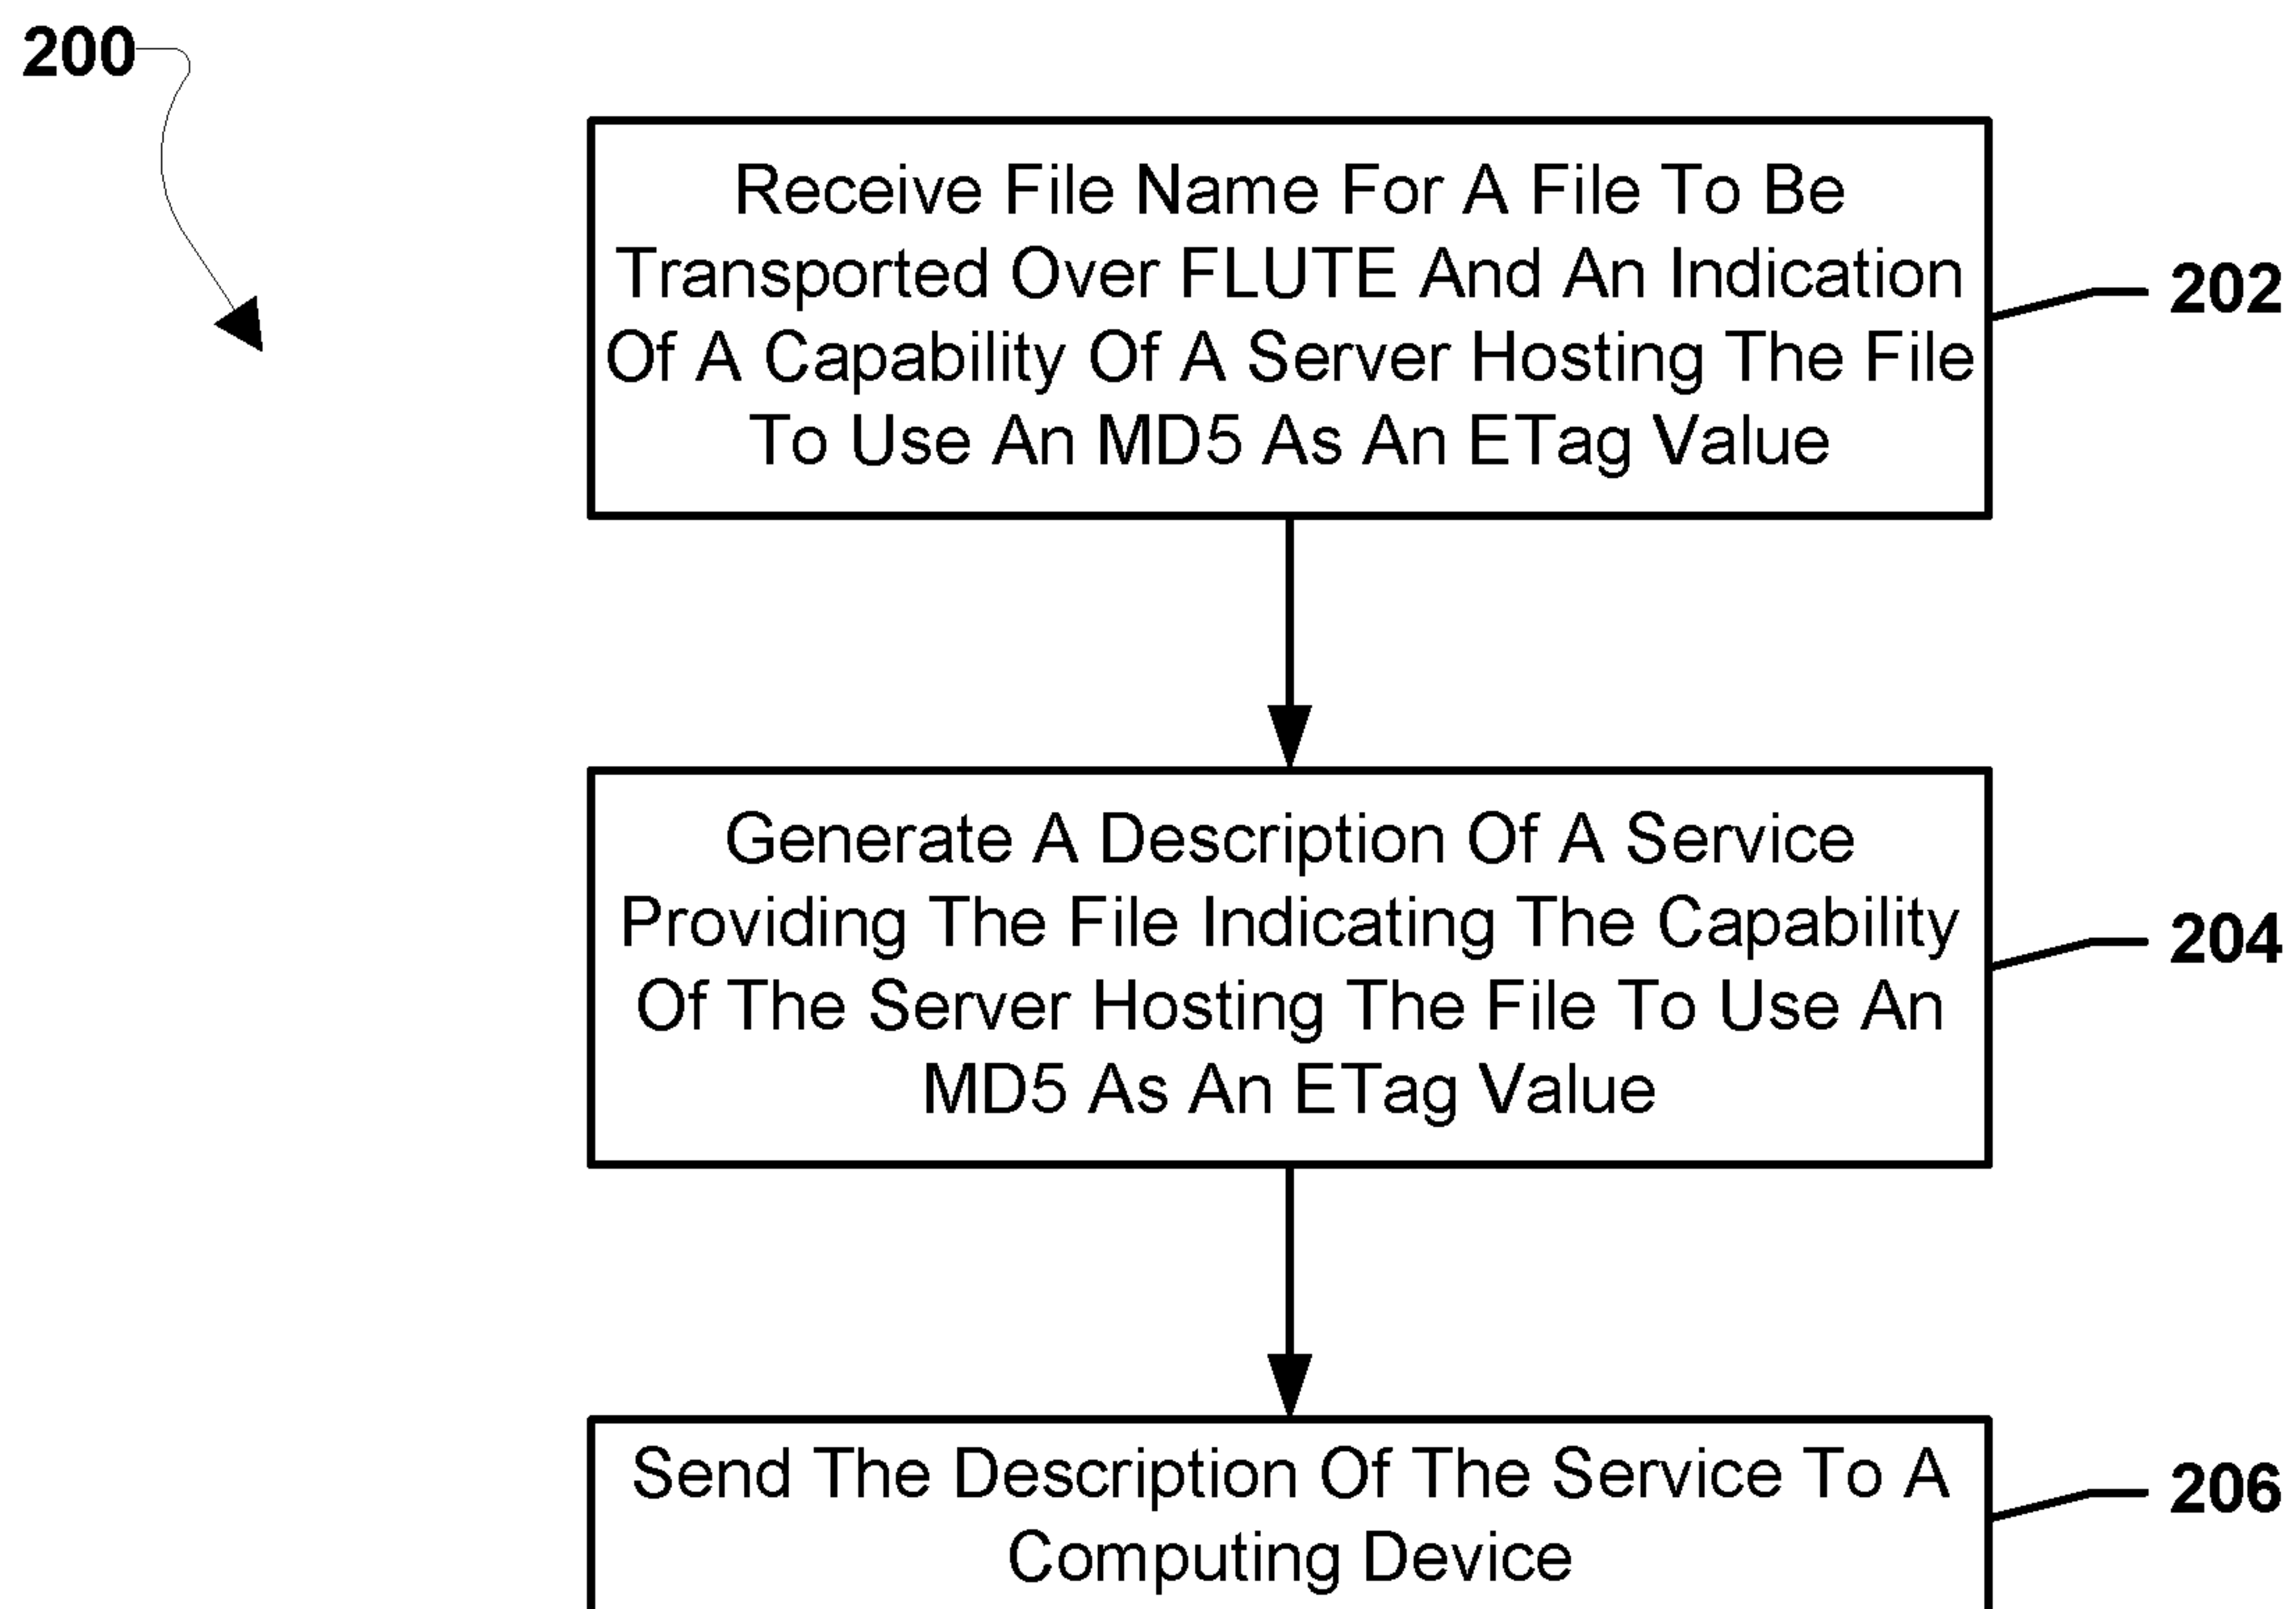 200
Receive File Name For A File To Be
Transported Over FLUTE And An Indication
Of A Capability Of A Server Hosting The File
To Use An MD5 As An ETag Value
202
Generate A Description Of A Service
Providing The File Indicating The Capability
Of The Server Hosting The File To Use An
MD5 As An ETag Value
204
Send The Description Of The Service To A
Computing Device
206